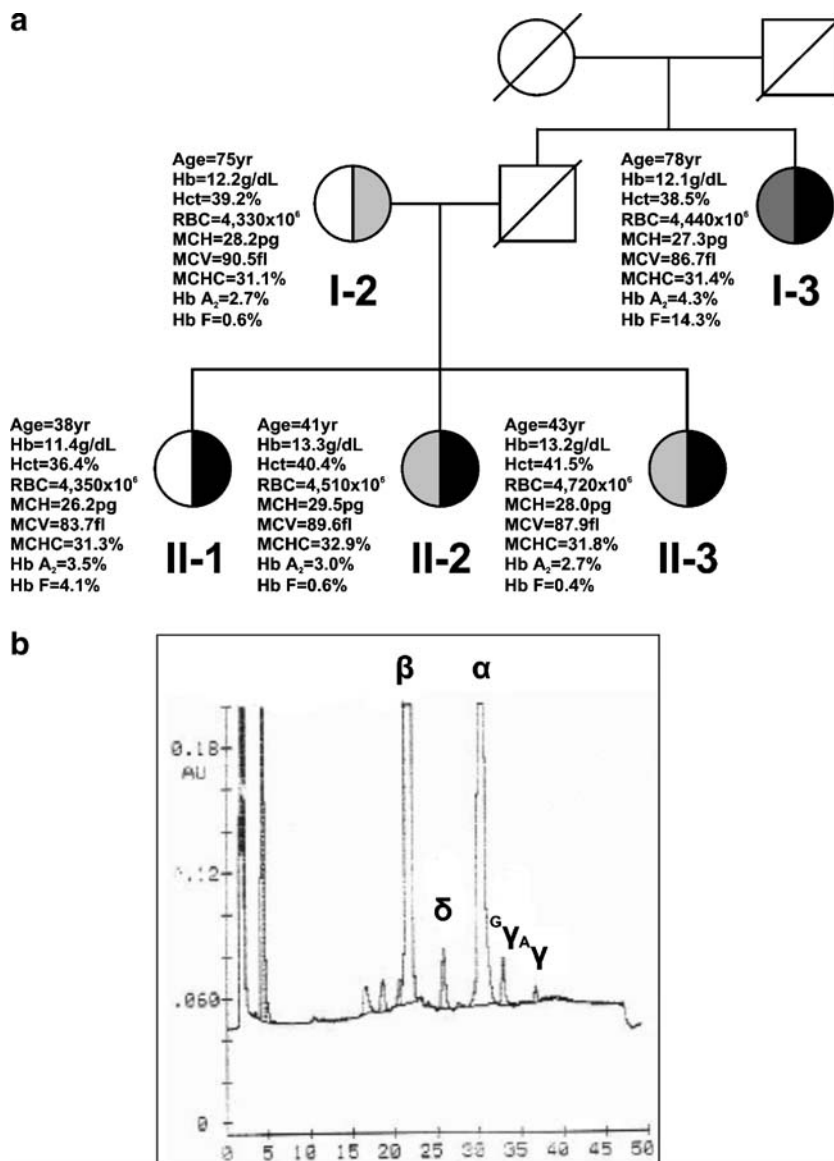 a
Age=75yr
Hb=12.2g/dL
Hct=39.2%
RBC=4,330x10⁶
MCH=28.2pg
MCV=90.5fl
MCHC=31.1%
Hb A₂=2.7%
Hb F=0.6%
I-2
Age=78yr
Hb=12.1g/dL
Hct=38.5%
RBC=4,440x10⁶
MCH=27.3pg
MCV=86.7fl
MCHC=31.4%
Hb A₂=4.3%
Hb F=14.3%
I-3
Age=38yr
Hb=11.4g/dL
Hct=36.4%
RBC=4,350x10⁶
MCH=26.2pg
MCV=83.7fl
MCHC=31.3%
Hb A₂=3.5%
Hb F=4.1%
II-1
Age=41yr
Hb=13.3g/dL
Hct=40.4%
RBC=4,510x10⁶
MCH=29.5pg
MCV=89.6fl
MCHC=32.9%
Hb A₂=3.0%
Hb F=0.6%
II-2
Age=43yr
Hb=13.2g/dL
Hct=41.5%
RBC=4,720x10⁶
MCH=28.0pg
MCV=87.9fl
MCHC=31.8%
Hb A₂=2.7%
Hb F=0.4%
II-3
b
β α
0.18
AU
.12
δ
ᴳγ ᴬγ
.060
0
0 5 10 15 20 25 30 35 40 45 50